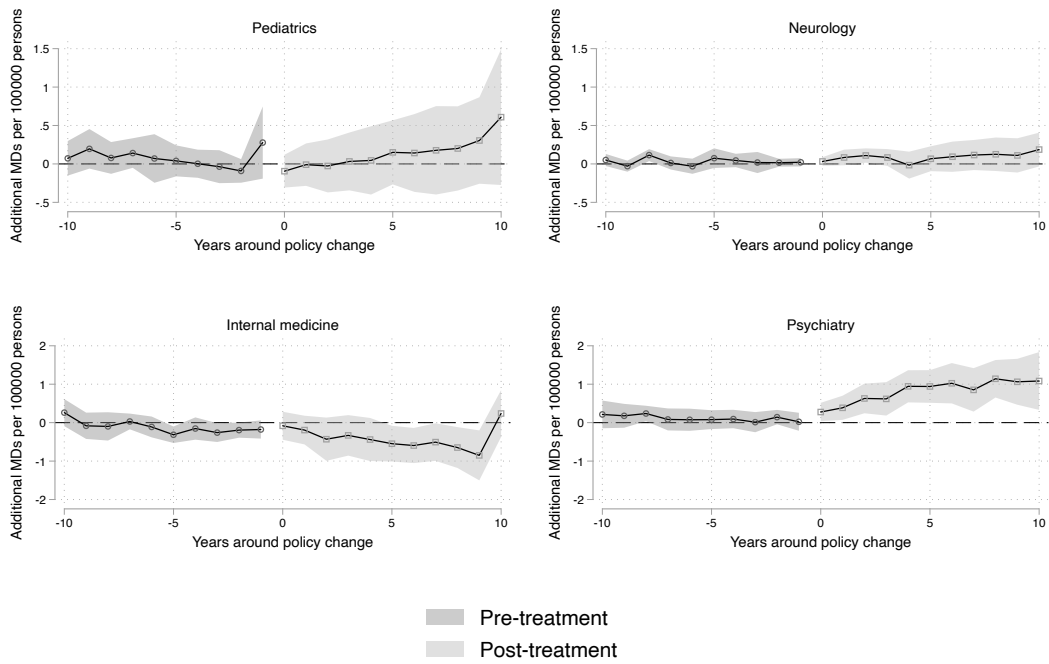 Pediatrics
Additional MDs per 100000 persons
1.5
1
.5
0
-.5
-10
-5
0
5
10
Years around policy change
Neurology
Additional MDs per 100000 persons
1.5
1
.5
0
-.5
-10
-5
0
5
10
Years around policy change
Internal medicine
Additional MDs per 100000 persons
2
1
0
-1
-2
-10
-5
0
5
10
Years around policy change
Psychiatry
Additional MDs per 100000 persons
2
1
0
-1
-2
-10
-5
0
5
10
Years around policy change
Pre-treatment
Post-treatment